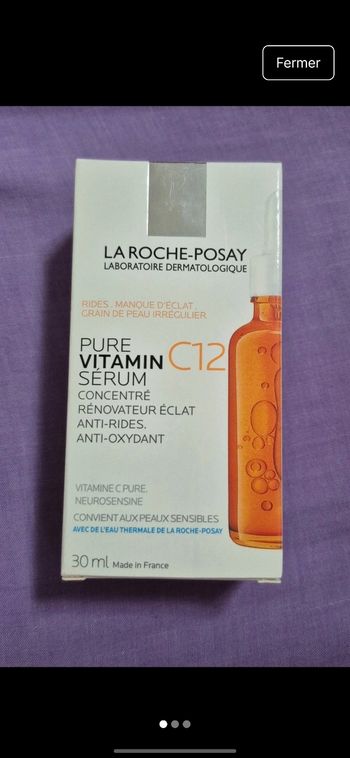 Fermer
LA ROCHE-POSAY
LABORATOIRE DERMATOLOGIQUE
RIDES . MANQUE D'ÉCLAT .
GRAIN DE PEAU IRRÉGULIER
PURE
VITAMIN C12
SÉRUM
CONCENTRÉ
RÉNOVATEUR ÉCLAT
ANTI-RIDES.
ANTI-OXYDANT
VITAMINE C PURE.
NEUROSENSINE
CONVIENT AUX PEAUX SENSIBLES
AVEC DE L'EAU THERMALE DE LA ROCHE-POSAY
30 ml Made in France